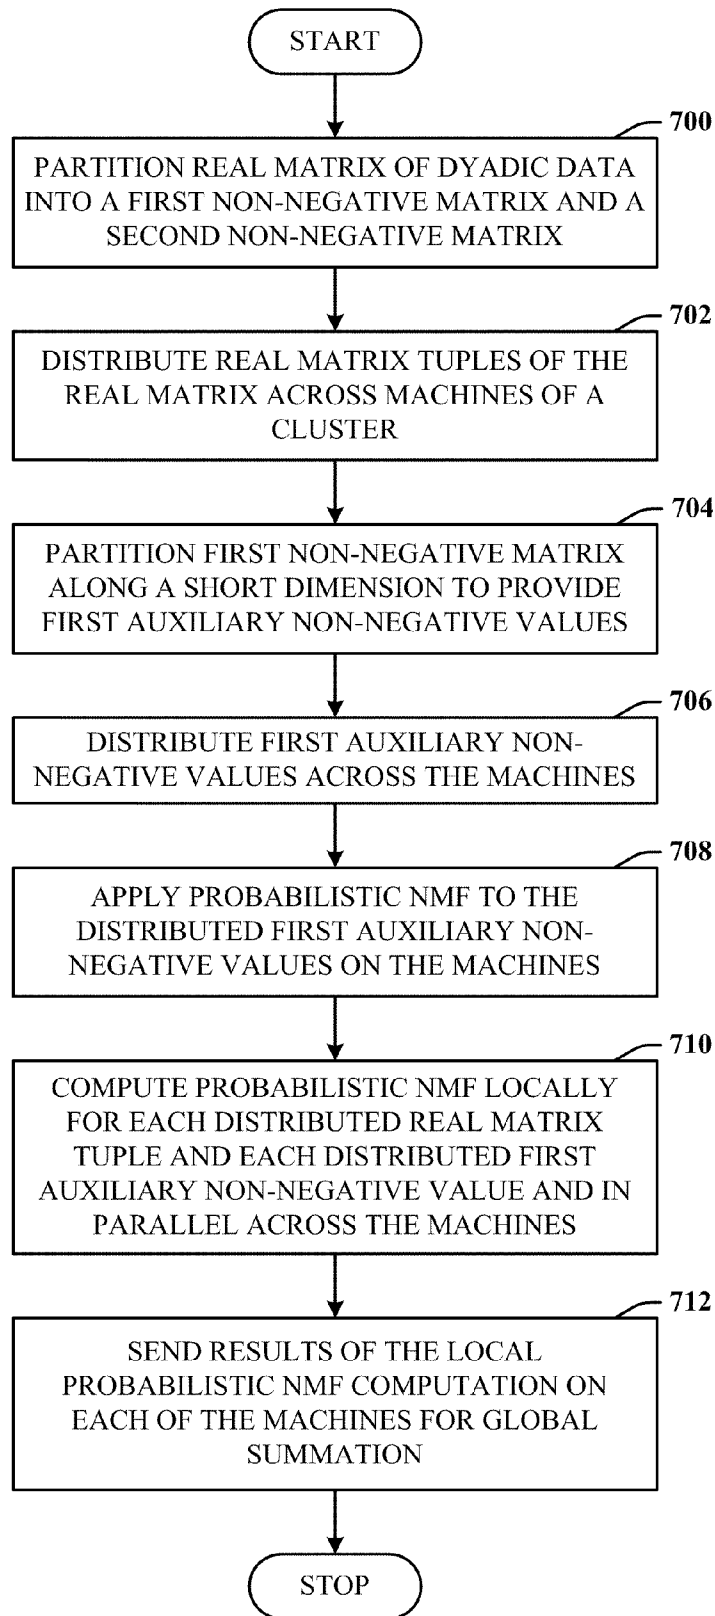 START
700
PARTITION REAL MATRIX OF DYADIC DATA
INTO A FIRST NON-NEGATIVE MATRIX AND A
SECOND NON-NEGATIVE MATRIX
702
DISTRIBUTE REAL MATRIX TUPLES OF THE
REAL MATRIX ACROSS MACHINES OF A
CLUSTER
704
PARTITION FIRST NON-NEGATIVE MATRIX
ALONG A SHORT DIMENSION TO PROVIDE
FIRST AUXILIARY NON-NEGATIVE VALUES
706
DISTRIBUTE FIRST AUXILIARY NON-
NEGATIVE VALUES ACROSS THE MACHINES
708
APPLY PROBABILISTIC NMF TO THE
DISTRIBUTED FIRST AUXILIARY NON-
NEGATIVE VALUES ON THE MACHINES
710
COMPUTE PROBABILISTIC NMF LOCALLY
FOR EACH DISTRIBUTED REAL MATRIX
TUPLE AND EACH DISTRIBUTED FIRST
AUXILIARY NON-NEGATIVE VALUE AND IN
PARALLEL ACROSS THE MACHINES
712
SEND RESULTS OF THE LOCAL
PROBABILISTIC NMF COMPUTATION ON
EACH OF THE MACHINES FOR GLOBAL
SUMMATION
STOP